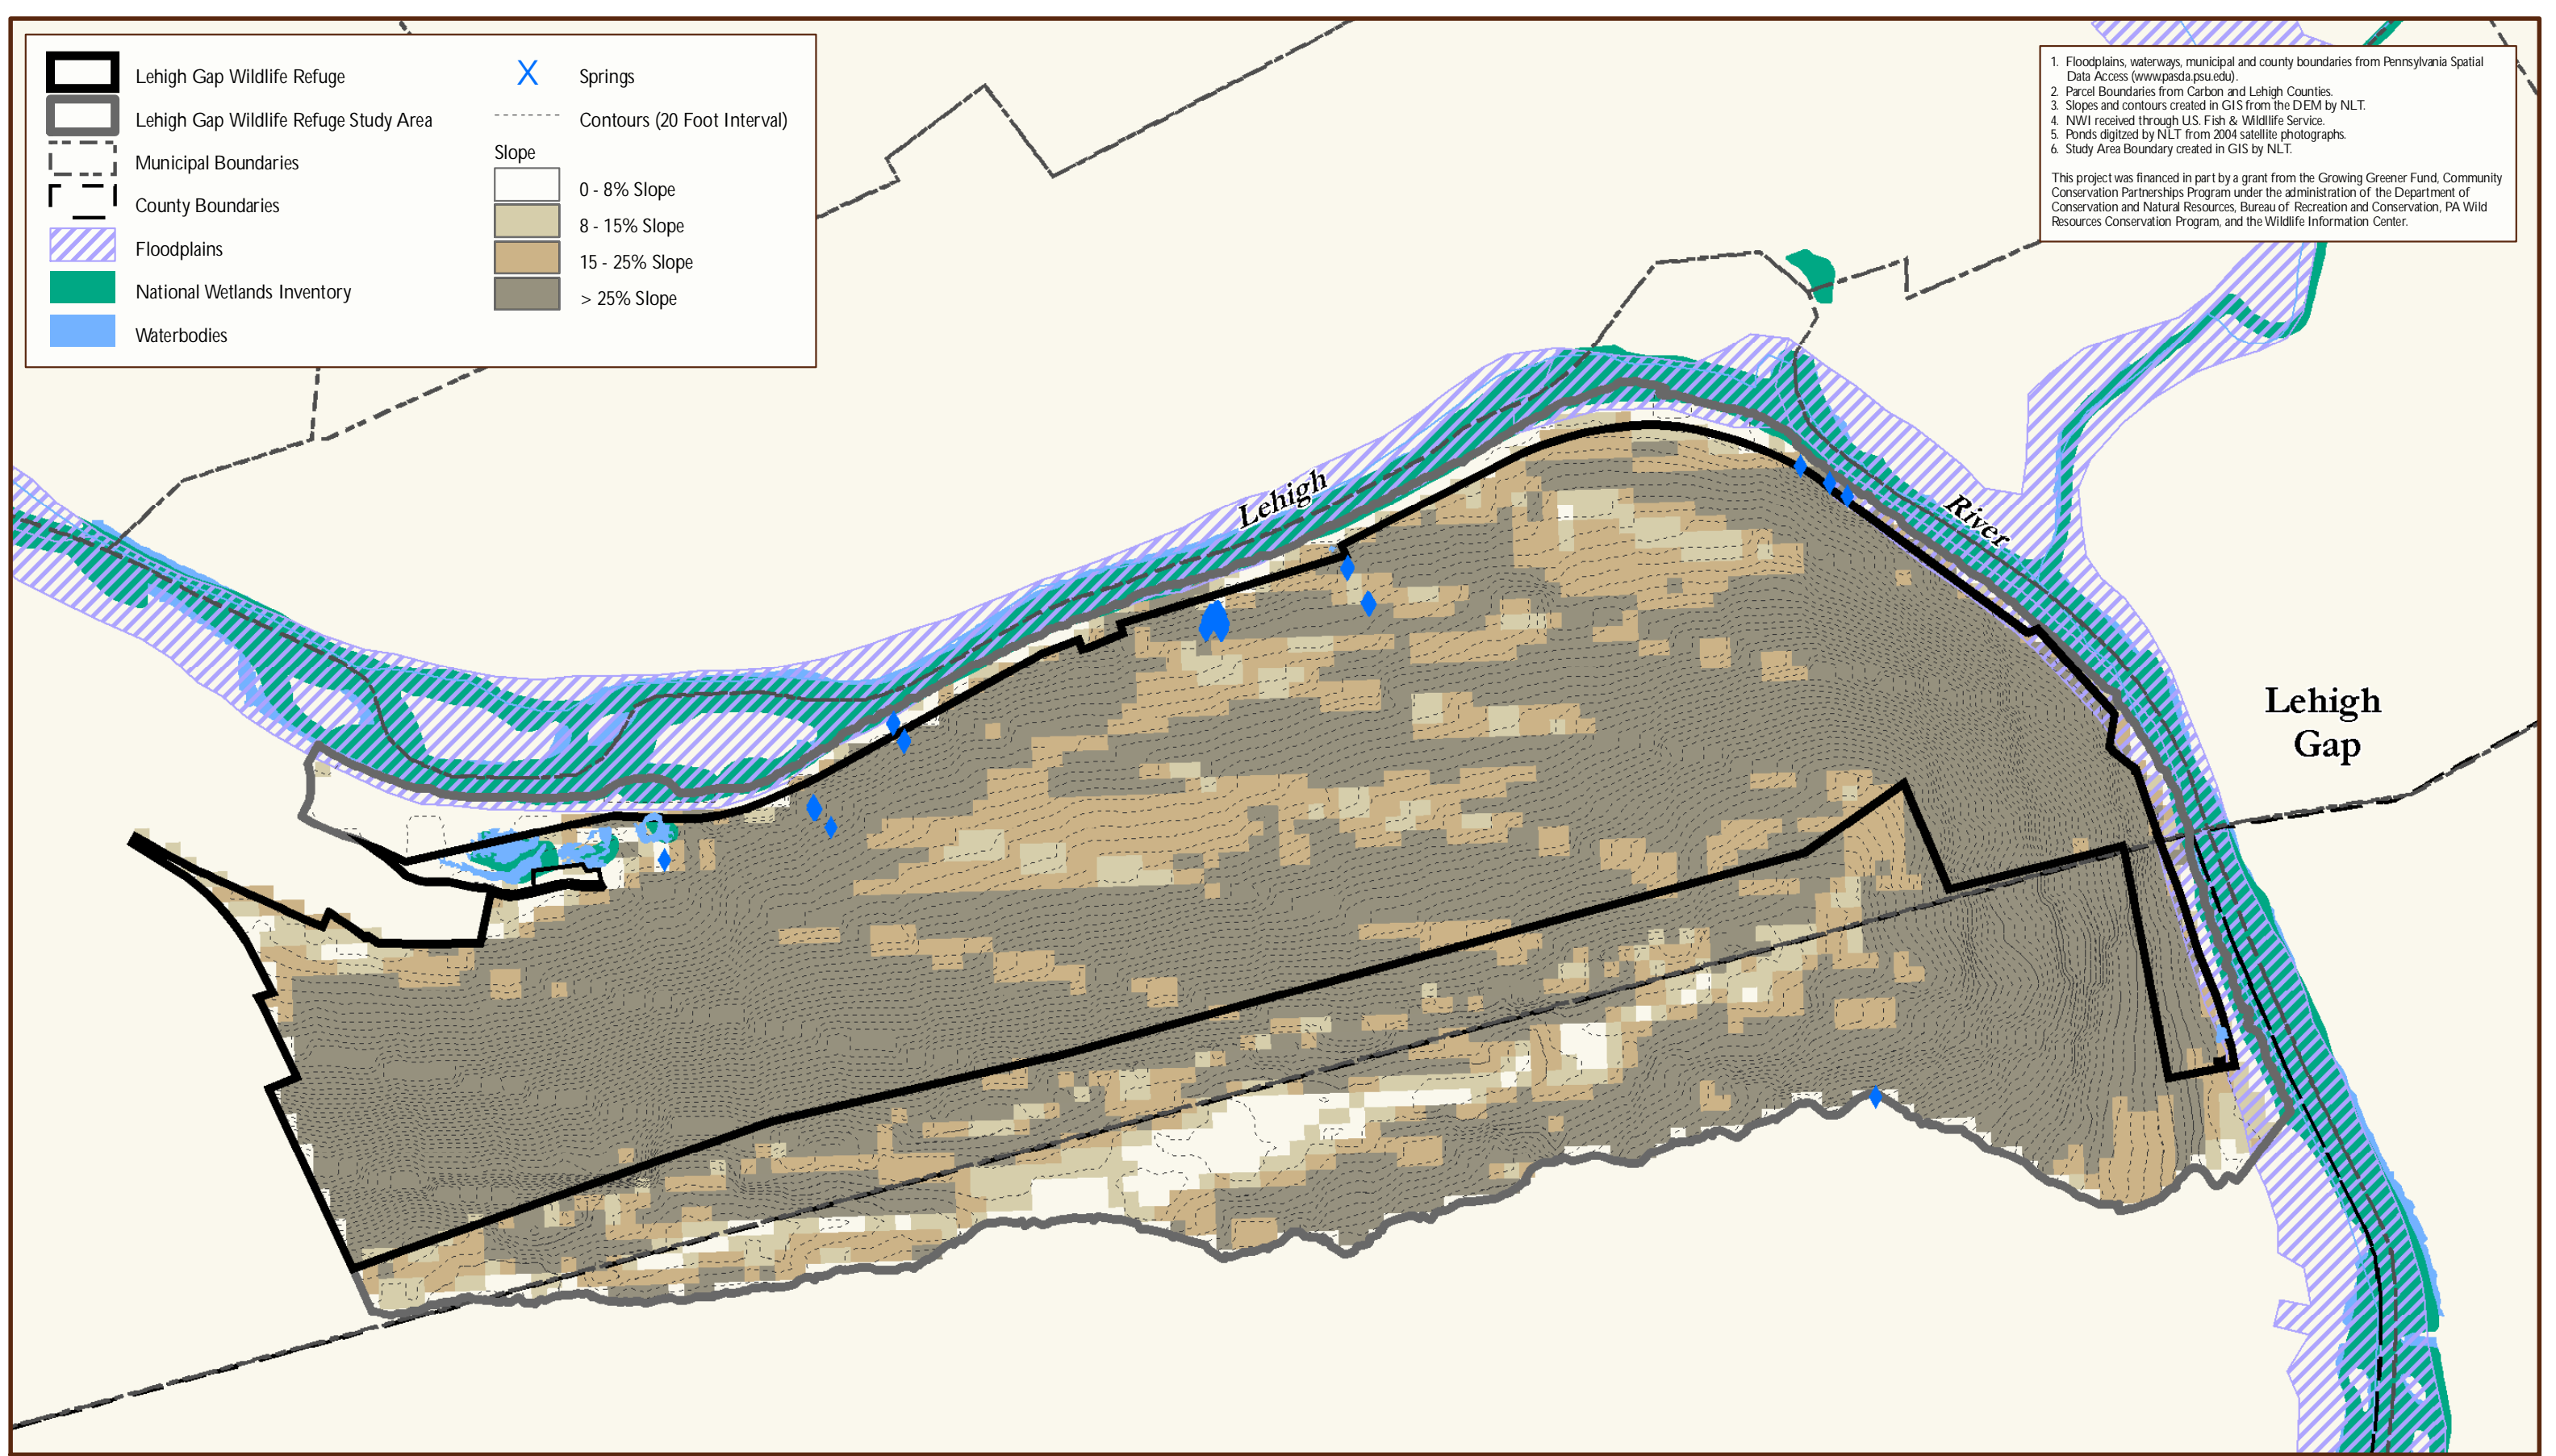 Lehigh Gap Wildlife Refuge
Lehigh Gap Wildlife Refuge Study Area
Municipal Boundaries
County Boundaries
Floodplains
National Wetlands Inventory
Waterbodies
X Springs
Contours (20 Foot Interval)
Slope
0 - 8% Slope
8 - 15% Slope
15 - 25% Slope
> 25% Slope
1. Floodplains, waterways, municipal and county boundaries from Pennsylvania Spatial
Data Access (www.pasda.psu.edu).
2. Parcel Boundaries from Carbon and Lehigh Counties.
3. Slopes and contours created in GIS from the DEM by NLT.
4. NWI received through U.S. Fish & Wildllife Service.
5. Ponds digitzed by NLT from 2004 satellite photographs.
6. Study Area Boundary created in GIS by NLT.
This project was financed in part by a grant from the Growing Greener Fund, Community
Conservation Partnerships Program under the administration of the Department of
Conservation and Natural Resources, Bureau of Recreation and Conservation, PA Wild
Resources Conservation Program, and the Wildlife Information Center.
Lehigh
River
Lehigh
Gap